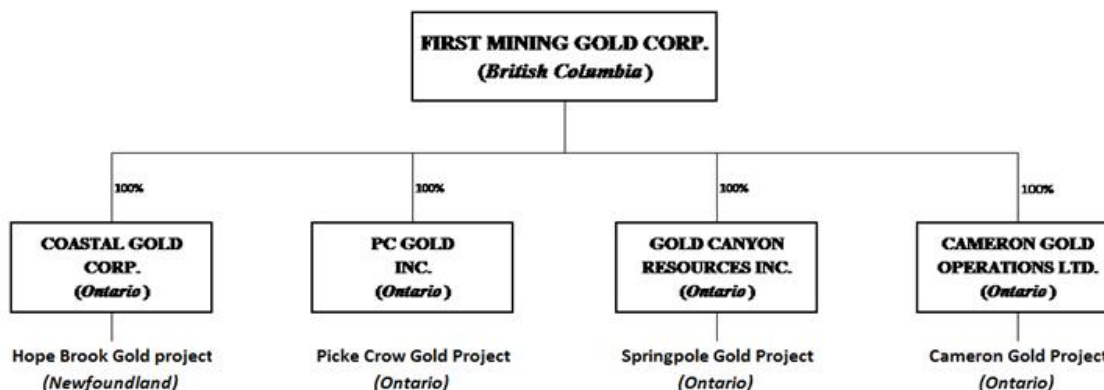 FIRST MINING GOLD CORP.
(British Columbia)
100%
100%
100%
100%
COASTAL GOLD
CORP.
(Ontario)
PC GOLD
INC.
(Ontario)
GOLD CANYON
RESOURCES INC.
(Ontario)
CAMERON GOLD
OPERATIONS LTD.
(Ontario)
Hope Brook Gold project
(Newfoundland)
Picke Crow Gold Project
(Ontario)
Springpole Gold Project
(Ontario)
Cameron Gold Project
(Ontario)